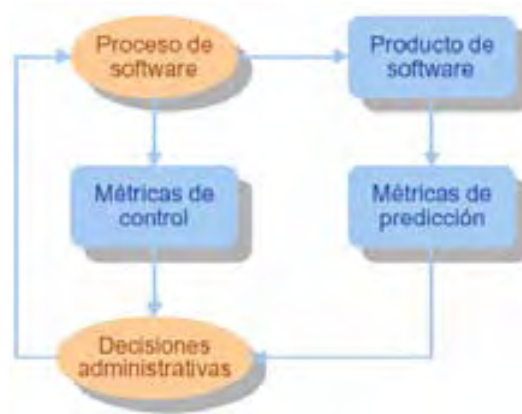 Proceso de
software
Producto de
software
Métricas de
control
Métricas de
predicción
Decisiones
administrativas